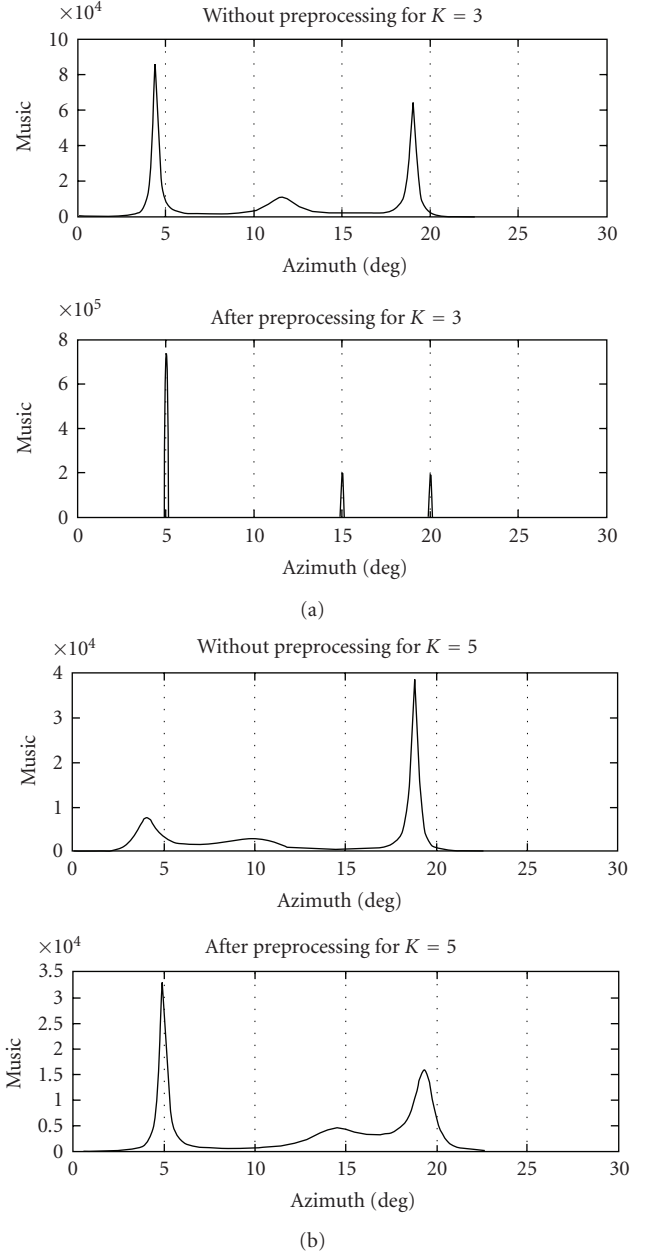 ×10⁴
Without preprocessing for K = 3
10
8
6
4
2
0
Music
0 5 10 15 20 25 30
Azimuth (deg)
×10⁵
After preprocessing for K = 3
8
6
4
2
0
Music
0 5 10 15 20 25 30
Azimuth (deg)
(a)
×10⁴
Without preprocessing for K = 5
4
3
2
1
0
Music
0 5 10 15 20 25 30
Azimuth (deg)
×10⁴
After preprocessing for K = 5
3.5
3
2.5
2
1.5
1
0.5
0
Music
0 5 10 15 20 25 30
Azimuth (deg)
(b)